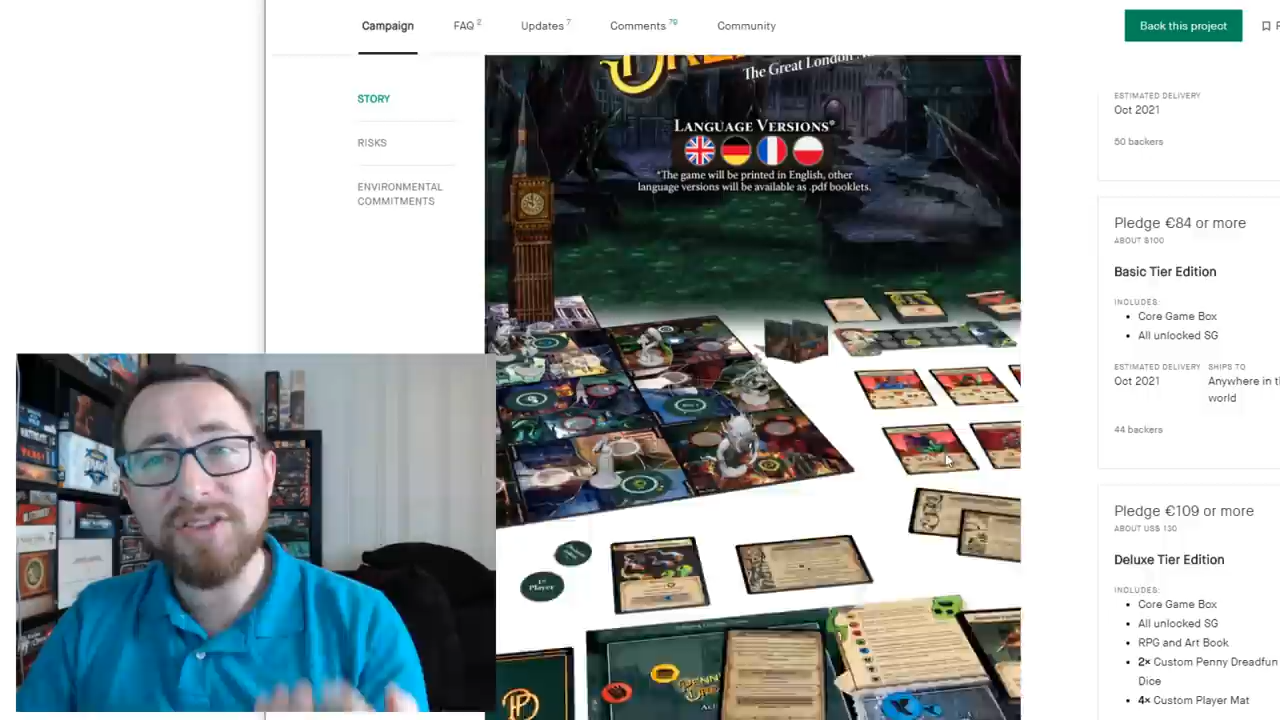 Campaign
FAQ 2
Updates 7
Comments 79
Community
Back this project
STORY
RISKS
ENVIRONMENTAL
COMMITMENTS
The Great London
LANGUAGE VERSIONS*
*The game will be printed in English, other
language versions will be available as .pdf booklets.
1st
Player
ESTIMATED DELIVERY
Oct 2021
50 backers
Pledge €84 or more
ABOUT $100
Basic Tier Edition
INCLUDES:
• Core Game Box
• All unlocked SG
ESTIMATED DELIVERY SHIPS TO
Oct 2021 Anywhere in t
world
44 backers
Pledge €109 or more
ABOUT US$ 130
Deluxe Tier Edition
INCLUDES:
• Core Game Box
• All unlocked SG
• RPG and Art Book
• 2× Custom Penny Dreadfun
Dice
• 4× Custom Player Mat